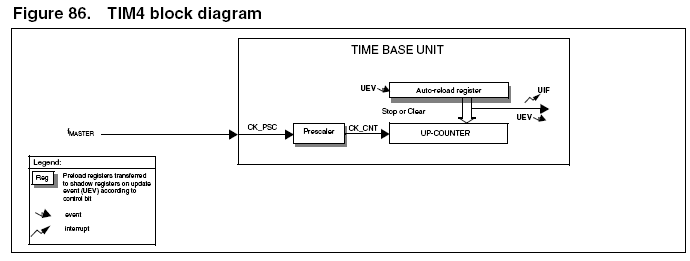 Figure 86. TIM4 block diagram
TIME BASE UNIT
UEV
Auto-reload register
UIF
Stop or Clear
UEV
fMASTER
CK_PSC
Prescaler
CK_CNT
UP-COUNTER
Legend:
Reg
Preload registers transferred
to shadow registers on update
event (UEV) according to
control bit
event
interrupt